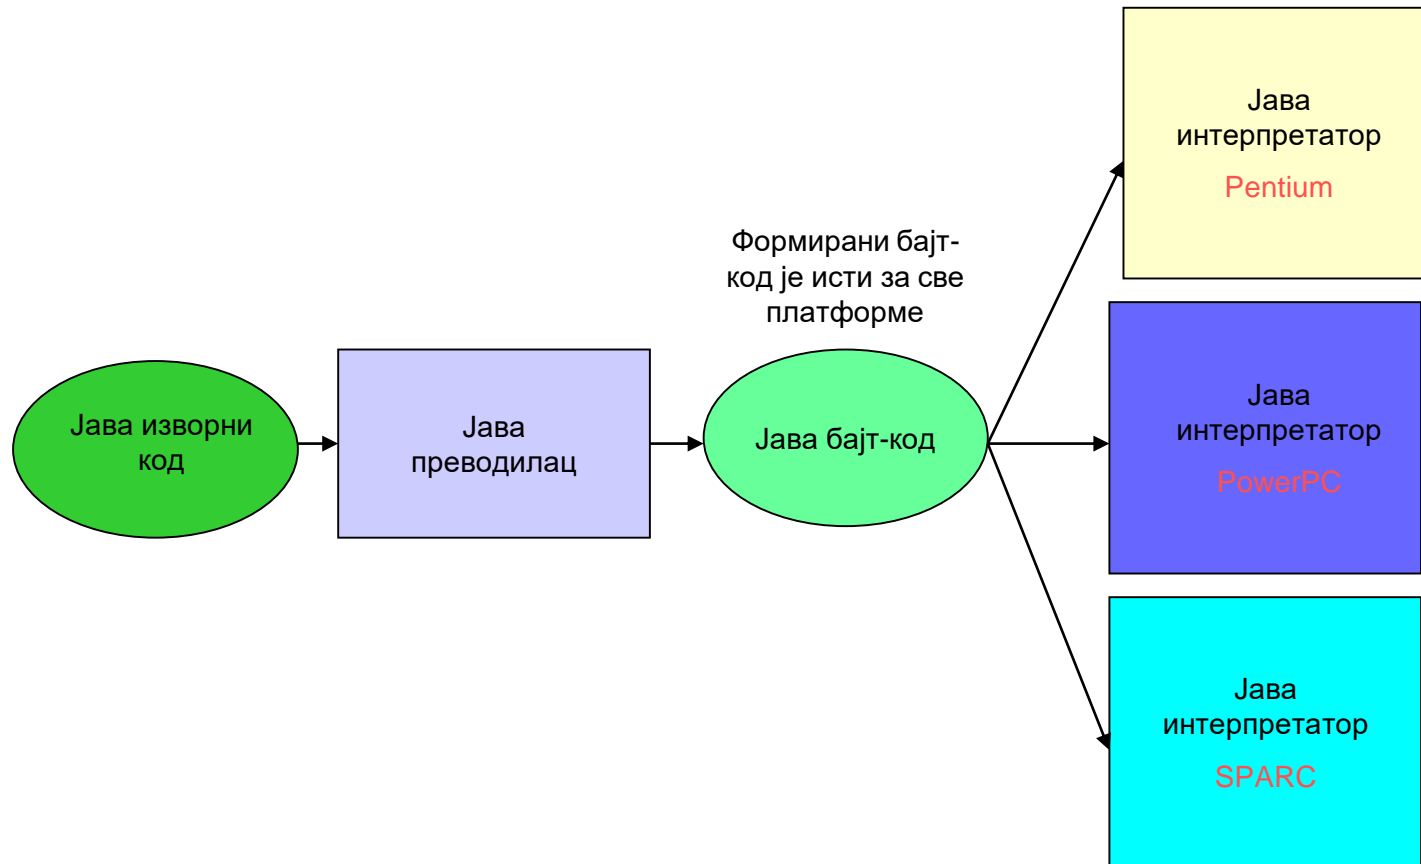 Јава изворни
код
Јава
преводилац
Формирани бајт-
код је исти за све
платформе
Јава бајт-код
Јава
интерпретатор
Pentium
Јава
интерпретатор
PowerPC
Јава
интерпретатор
SPARC